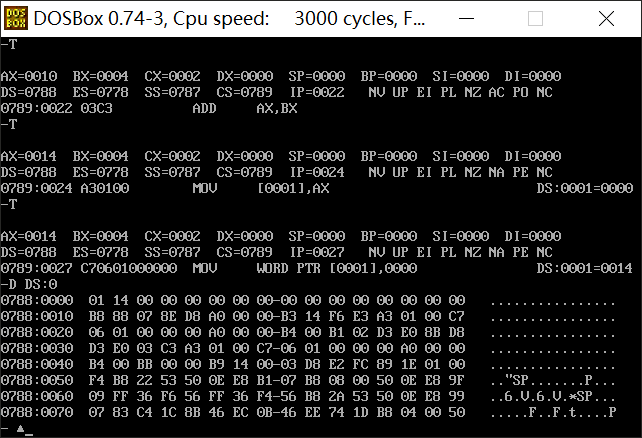 DOS BOX DOSBox 0.74-3, Cpu speed: 3000 cycles, F...
-T
AX=0010 BX=0004 CX=0002 DX=0000 SP=0000 BP=0000 SI=0000 DI=0000
DS=0788 ES=0778 SS=0787 CS=0789 IP=0022 NV UP EI PL NZ AC PO NC
0789:0022 03C3 ADD AX,BX
-T
AX=0014 BX=0004 CX=0002 DX=0000 SP=0000 BP=0000 SI=0000 DI=0000
DS=0788 ES=0778 SS=0787 CS=0789 IP=0024 NV UP EI PL NZ NA PE NC
0789:0024 A30100 MOV [0001],AX DS:0001=0000
-T
AX=0014 BX=0004 CX=0002 DX=0000 SP=0000 BP=0000 SI=0000 DI=0000
DS=0788 ES=0778 SS=0787 CS=0789 IP=0027 NV UP EI PL NZ NA PE NC
0789:0027 C70601000000 MOV WORD PTR [0001],0000 DS:0001=0014
-D DS:0
0788:0000 01 14 00 00 00 00 00 00-00 00 00 00 00 00 00 00 ................
0788:0010 B8 88 07 8E D8 A0 00 00-B3 14 F6 E3 A3 01 00 C7 ................
0788:0020 06 01 00 00 00 A0 00 00-B4 00 B1 02 D3 E0 8B D8 ................
0788:0030 D3 E0 03 C3 A3 01 00 C7-06 01 00 00 00 A0 00 00 ................
0788:0040 B4 00 BB 00 00 B9 14 00-03 D8 E2 FC 89 1E 01 00 ................
0788:0050 F4 B8 22 53 50 0E E8 B1-07 B8 08 00 50 0E E8 9F .."SP.......P...
0788:0060 09 FF 36 F6 56 FF 36 F4-56 B8 2A 53 50 0E E8 99 ..6.V.6.V.*SP...
0788:0070 07 83 C4 1C 8B 46 EC 0B-46 EE 74 1D B8 04 00 50 .....F..F.t....P
- ▲_